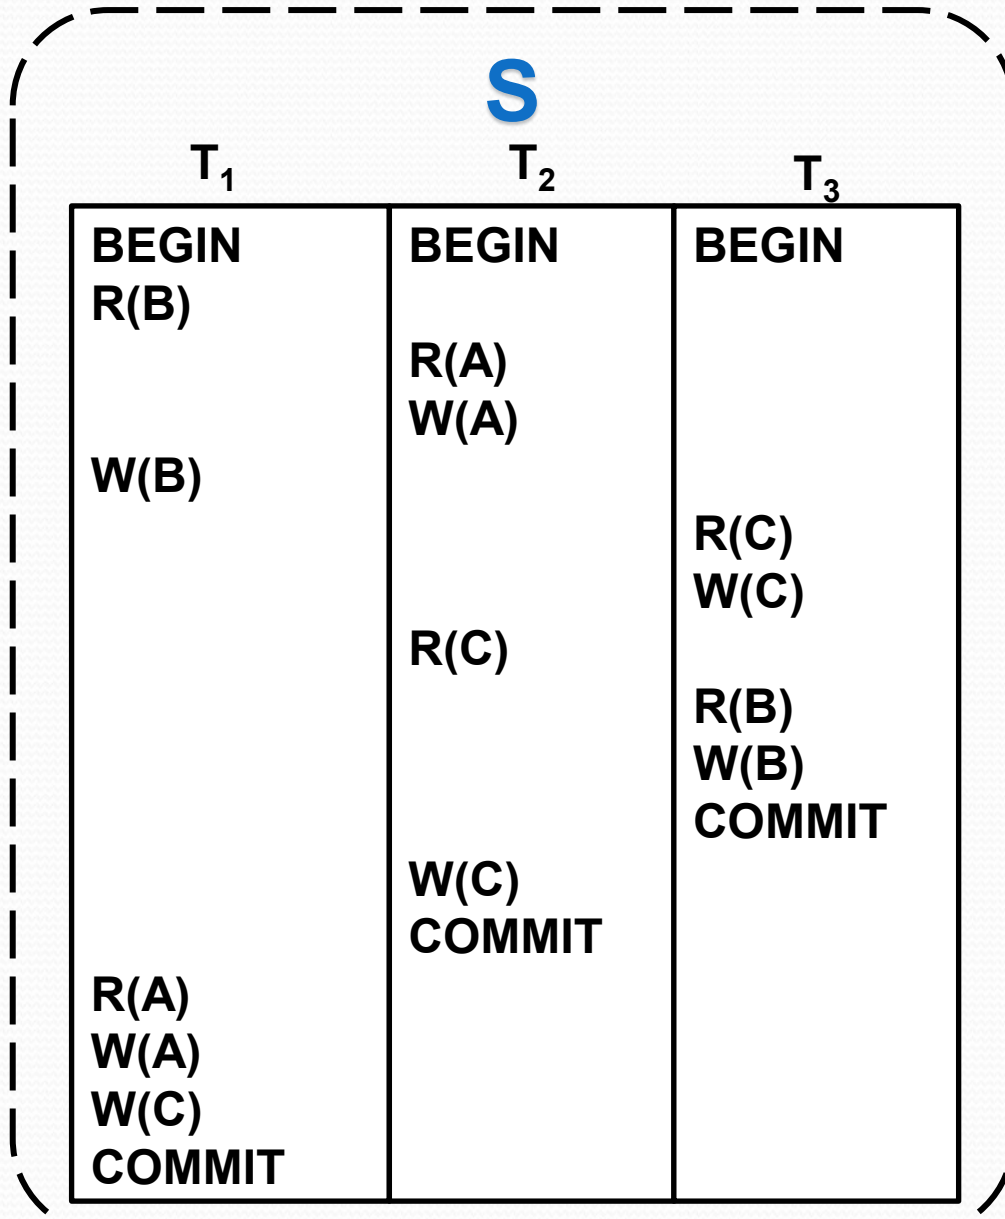 S
T₁ T₂ T₃
BEGIN BEGIN BEGIN
R(B)
R(A)
W(A)
W(B)
R(C)
W(C)
R(C)
R(B)
W(B)
COMMIT
W(C)
COMMIT
R(A)
W(A)
W(C)
COMMIT